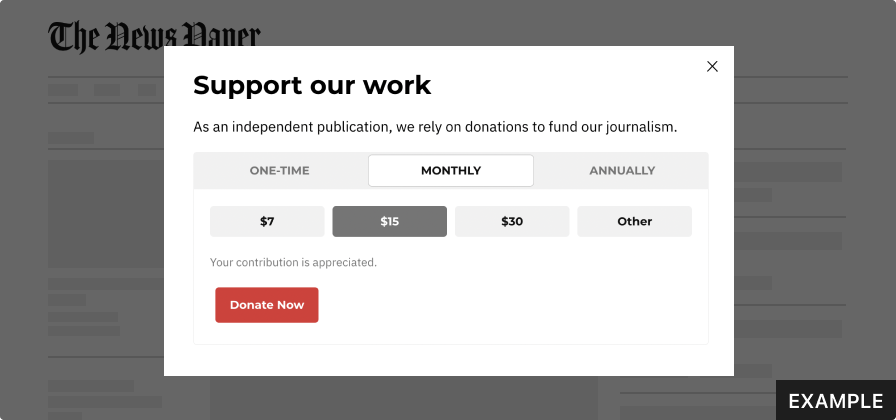 The News Paper
Support our work
As an independent publication, we rely on donations to fund our journalism.
ONE-TIME
MONTHLY
ANNUALLY
$7
$15
$30
Other
Your contribution is appreciated.
Donate Now
EXAMPLE